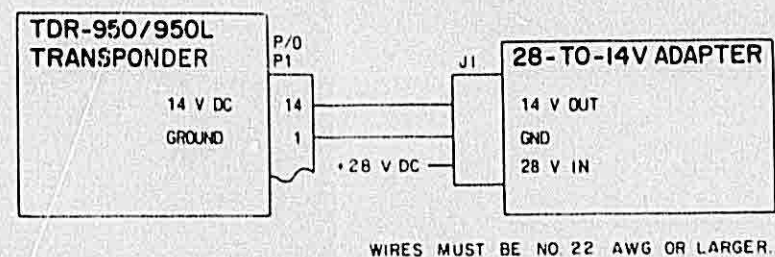 TDR-950/950L
TRANSPONDER
P/O
P1
14 V DC
14
GROUND
1
+28 V DC
J1
28-TO-14V ADAPTER
14 V OUT
GND
28 V IN
WIRES MUST BE NO. 22 AWG OR LARGER.